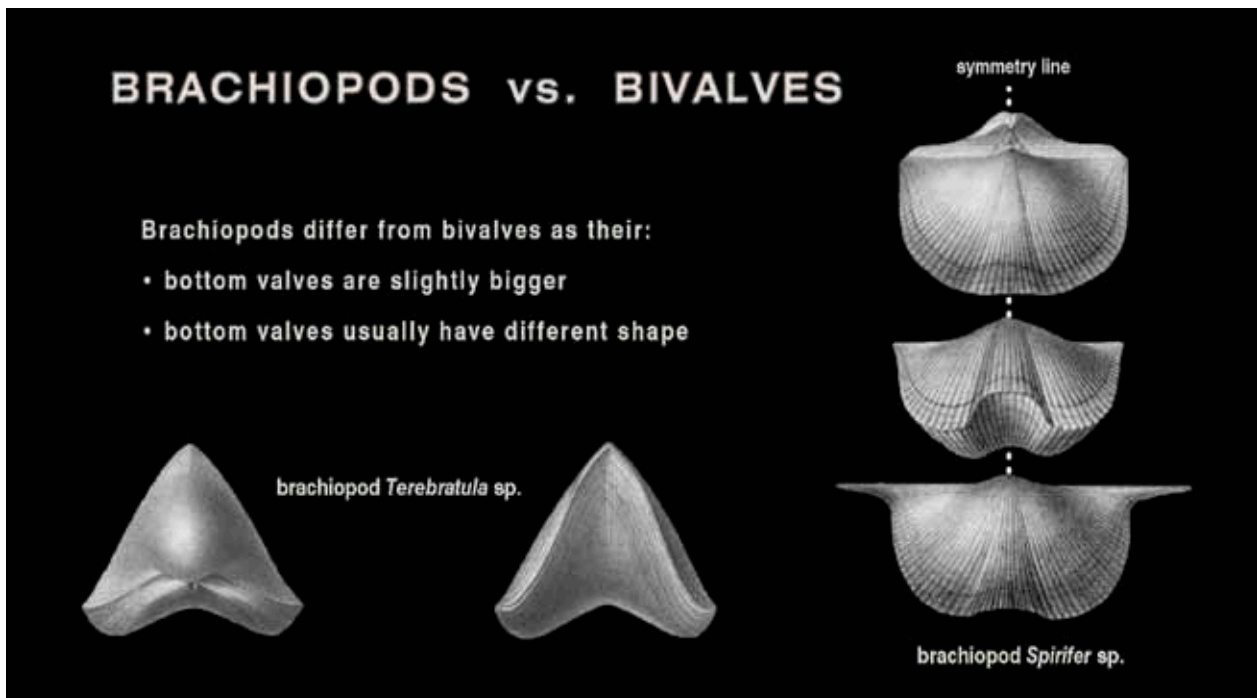 BRACHIOPODS vs. BIVALVES
symmetry line
Brachiopods differ from bivalves as their:
• bottom valves are slightly bigger
• bottom valves usually have different shape
brachiopod Terebratula sp.
brachiopod Spirifer sp.